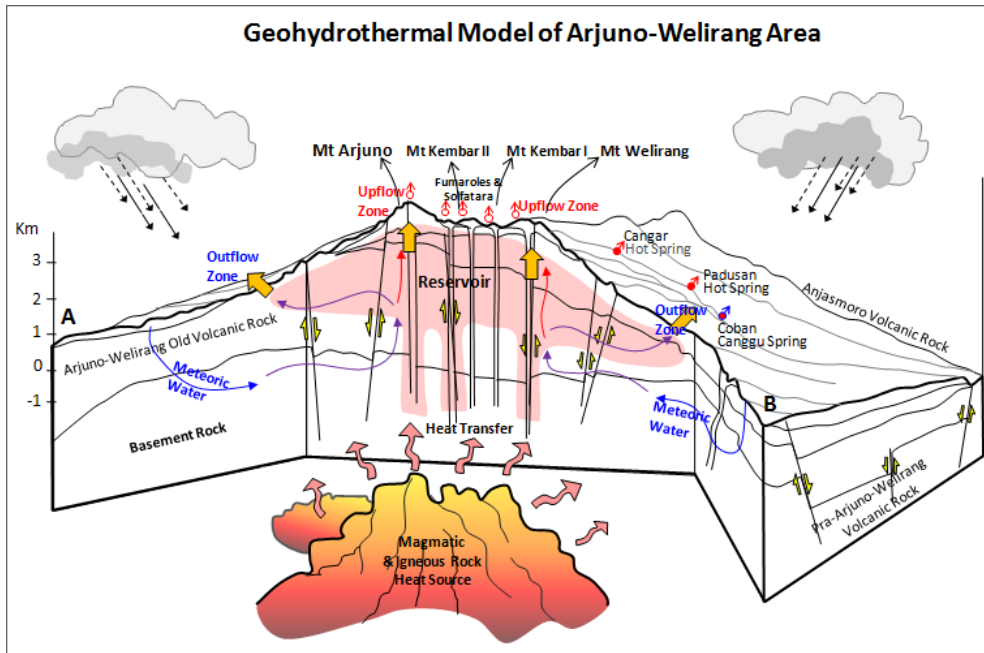 Geohydrothermal Model of Arjuno-Welirang Area
Mt Arjuno
Mt Kembar II
Mt Kembar I
Mt Welirang
Fumaroles &
Solfatara
Upflow
Zone
Upflow Zone
Km
3
2
1
0
-1
Outflow
Zone
A
Reservoir
Cangar
Hot Spring
Padusan
Hot Spring
Coban
Canggu Spring
Anjasmoro Volcanic Rock
Outflow
Zone
Arjuno-Welirang Old Volcanic Rock
Meteoric
Water
Basement Rock
Heat Transfer
Meteoric
Water
B
Pra-Arjuno-Welirang
Volcanic Rock
Magmatic
& Igneous Rock
Heat Source